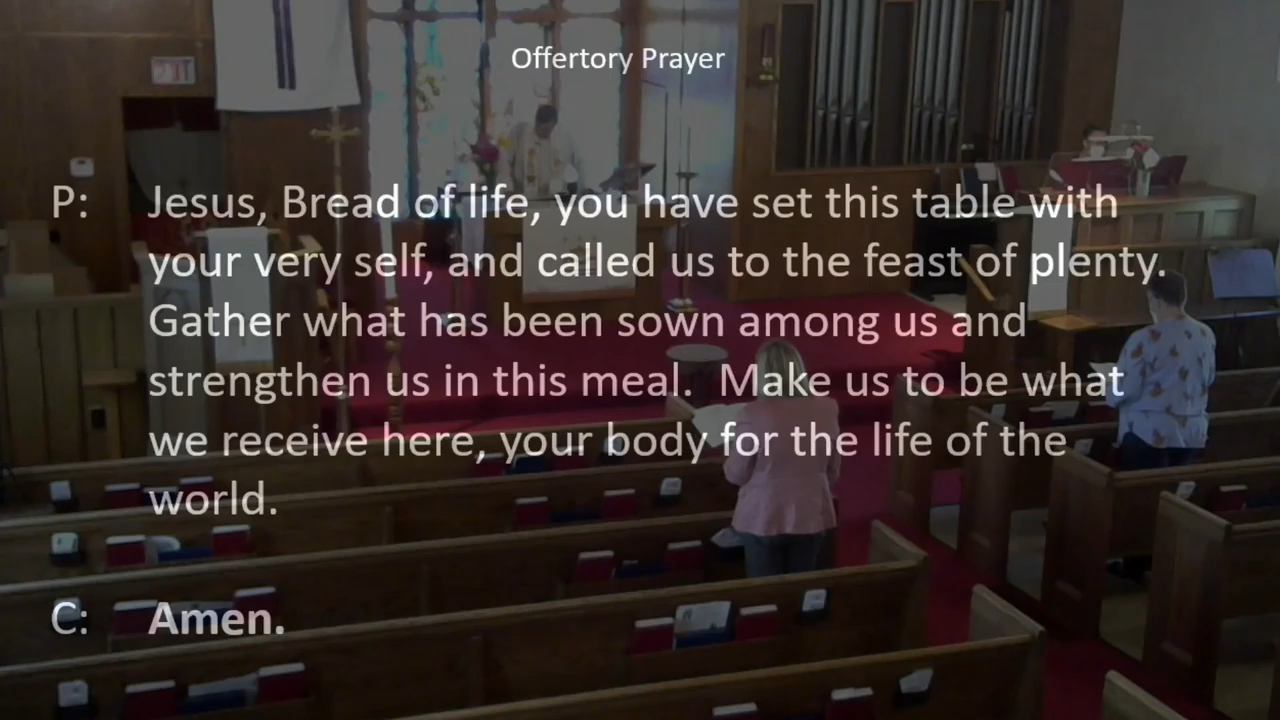 Offertory Prayer
P: Jesus, Bread of life, you have set this table with
your very self, and called us to the feast of plenty.
Gather what has been sown among us and
strengthen us in this meal.  Make us to be what
we receive here, your body for the life of the
world.
C: Amen.